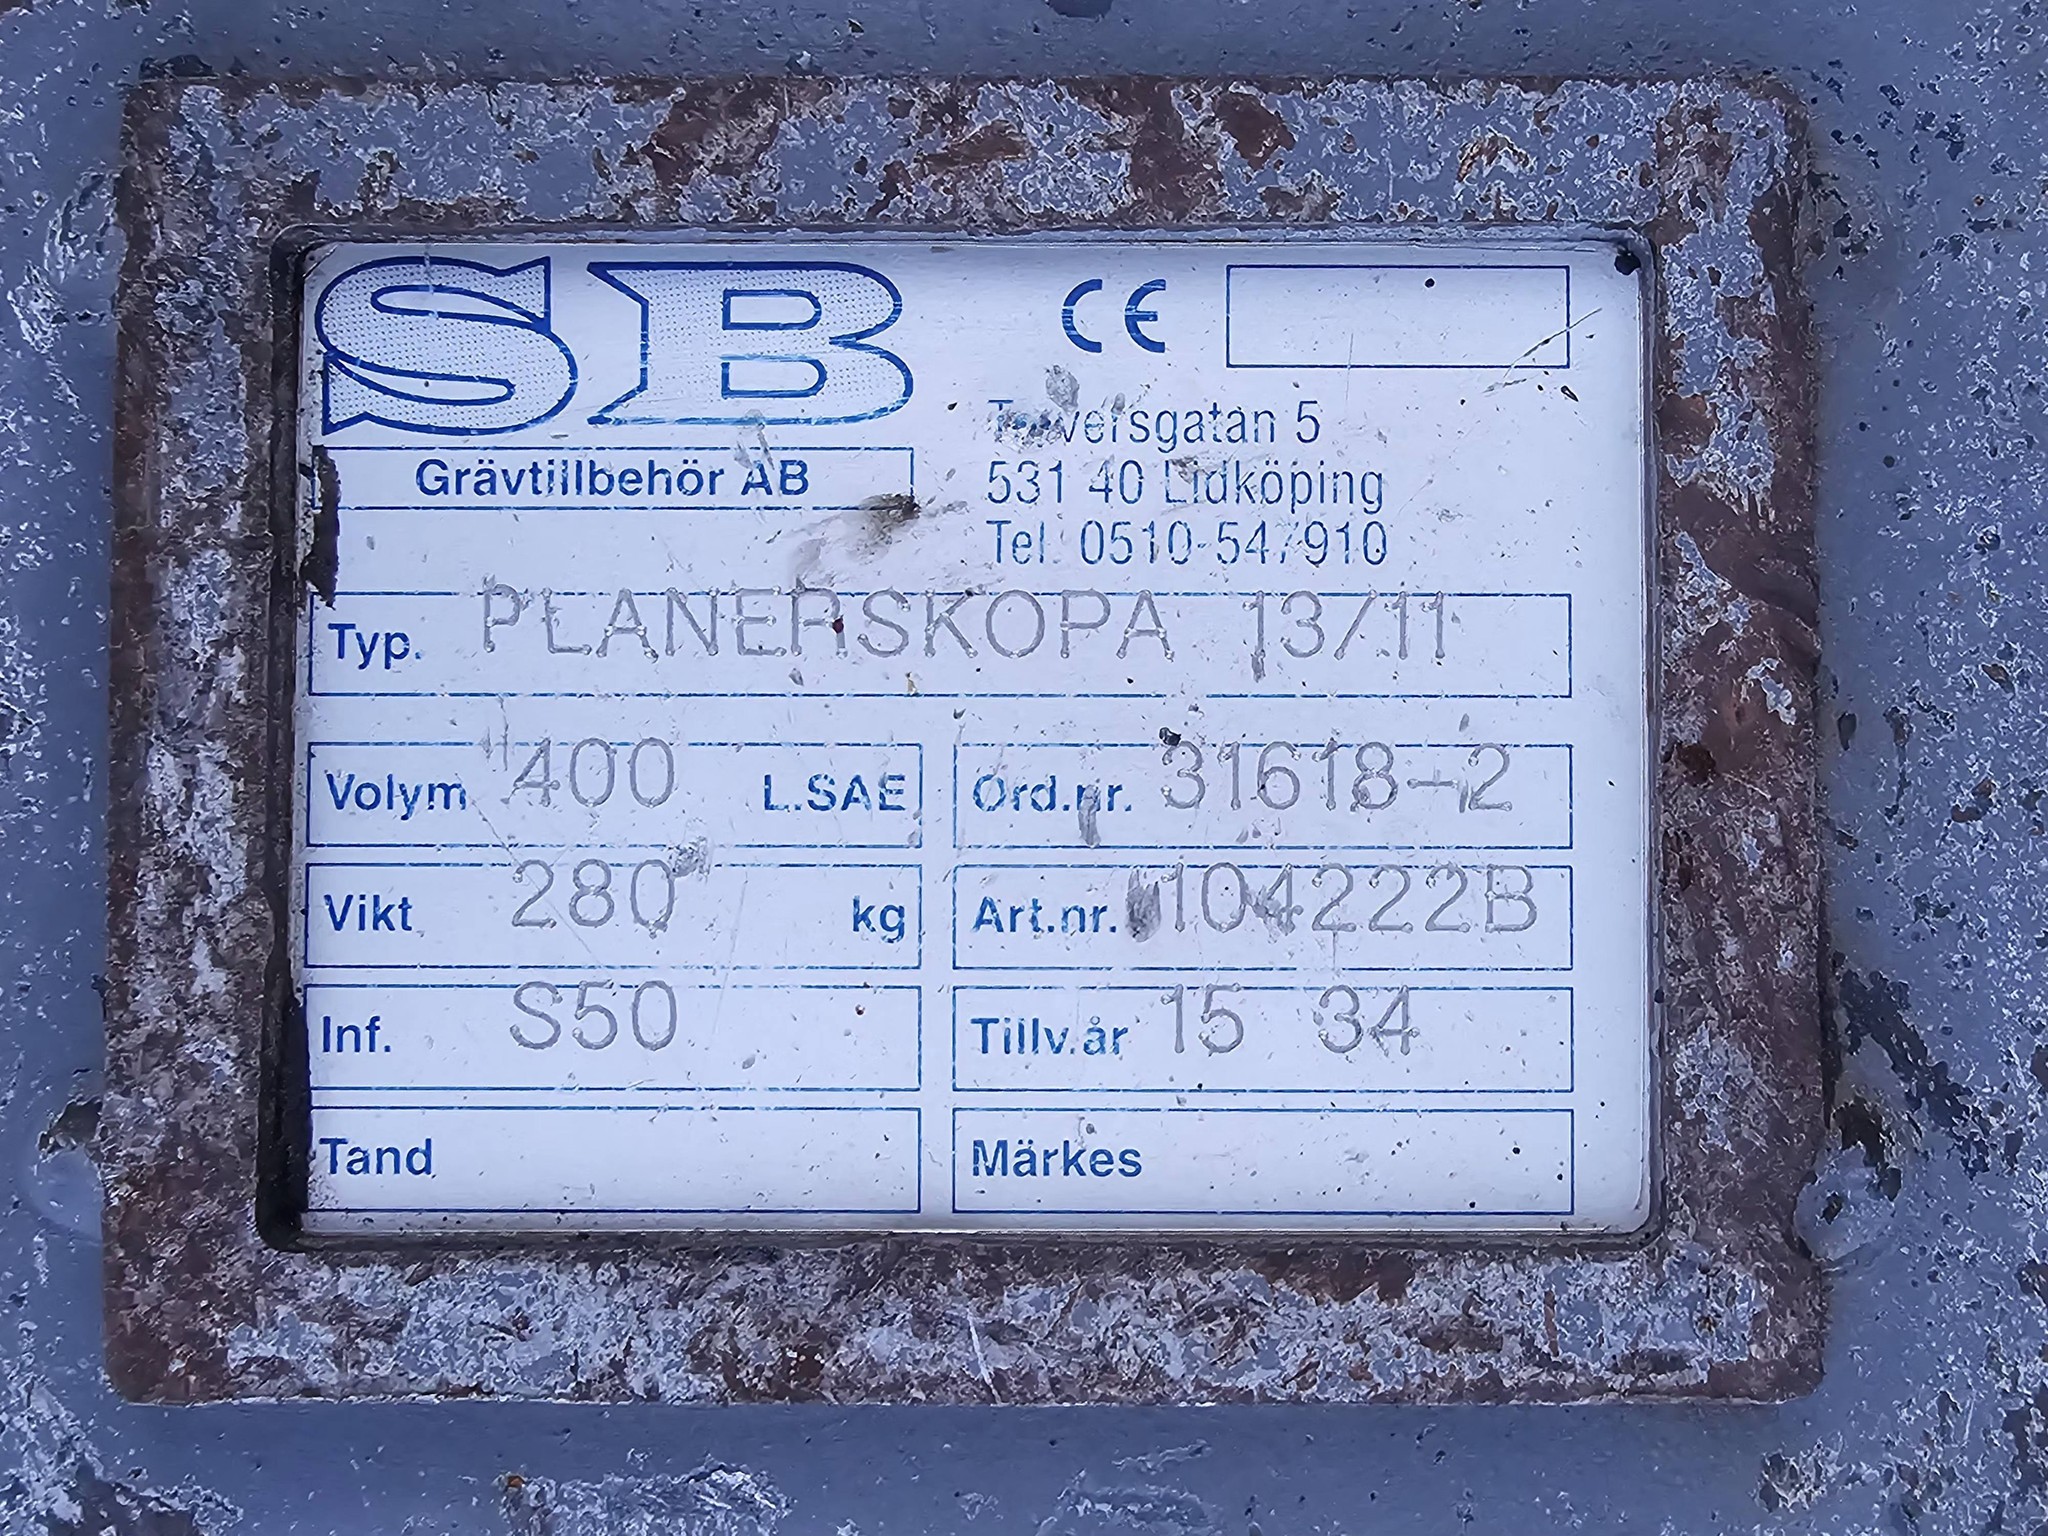 SB
CE
5
Grävtillbehör AB
531 40 Lidköping
Tel. 0510-547910
Typ. PLANERSKOPA 13/11
Volym 400 L.SAE
Ord.nr. 31618-2
Vikt 280 kg
Art.nr. 104222B
Inf. S50
Tillv.år 15 34
Tand
Märkes